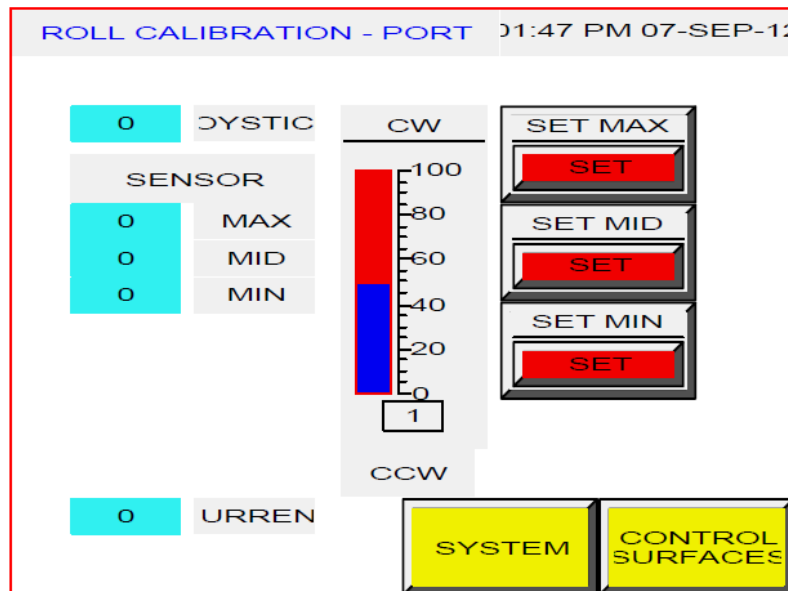 ROLL CALIBRATION - PORT
01:47 PM 07-SEP-12
0 OYSTIC
CW
SET MAX
SET
SENSOR
0 MAX
0 MID
0 MIN
100
80
60
40
20
0
1
SET MID
SET
SET MIN
SET
CCW
0 URREN
SYSTEM
CONTROL
SURFACES